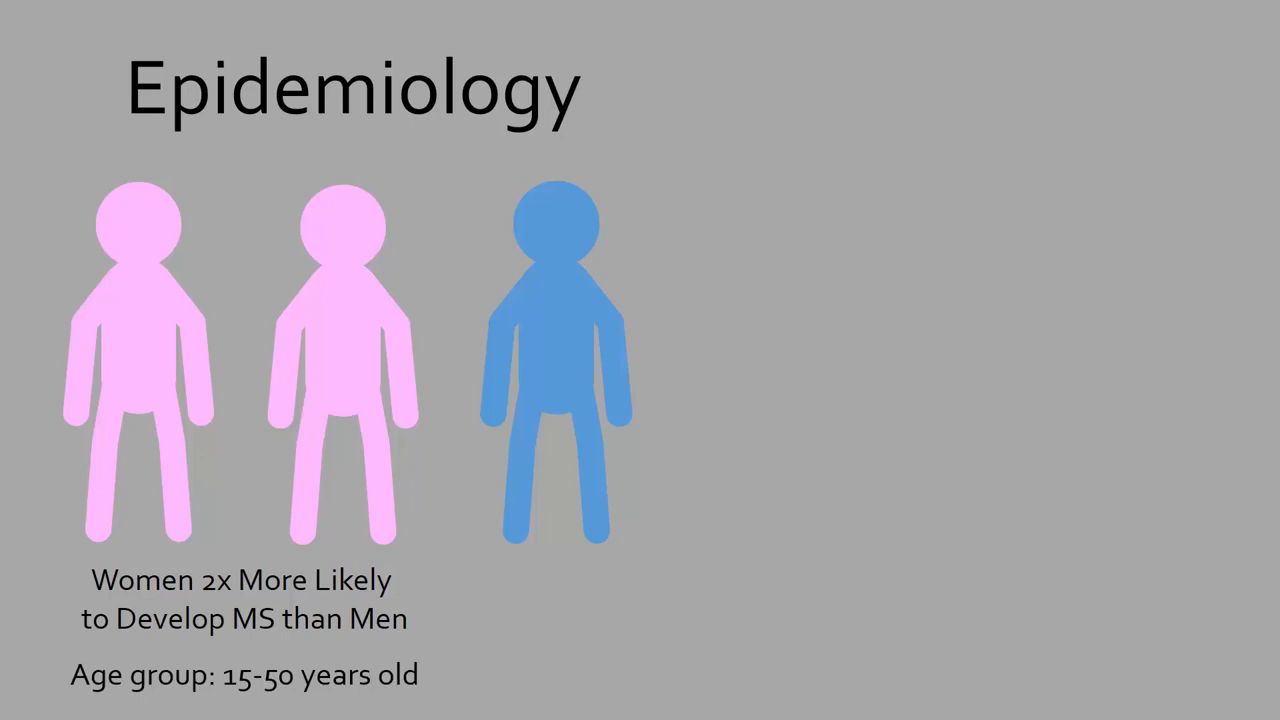 Epidemiology
Women 2x More Likely
to Develop MS than Men
Age group: 15-50 years old